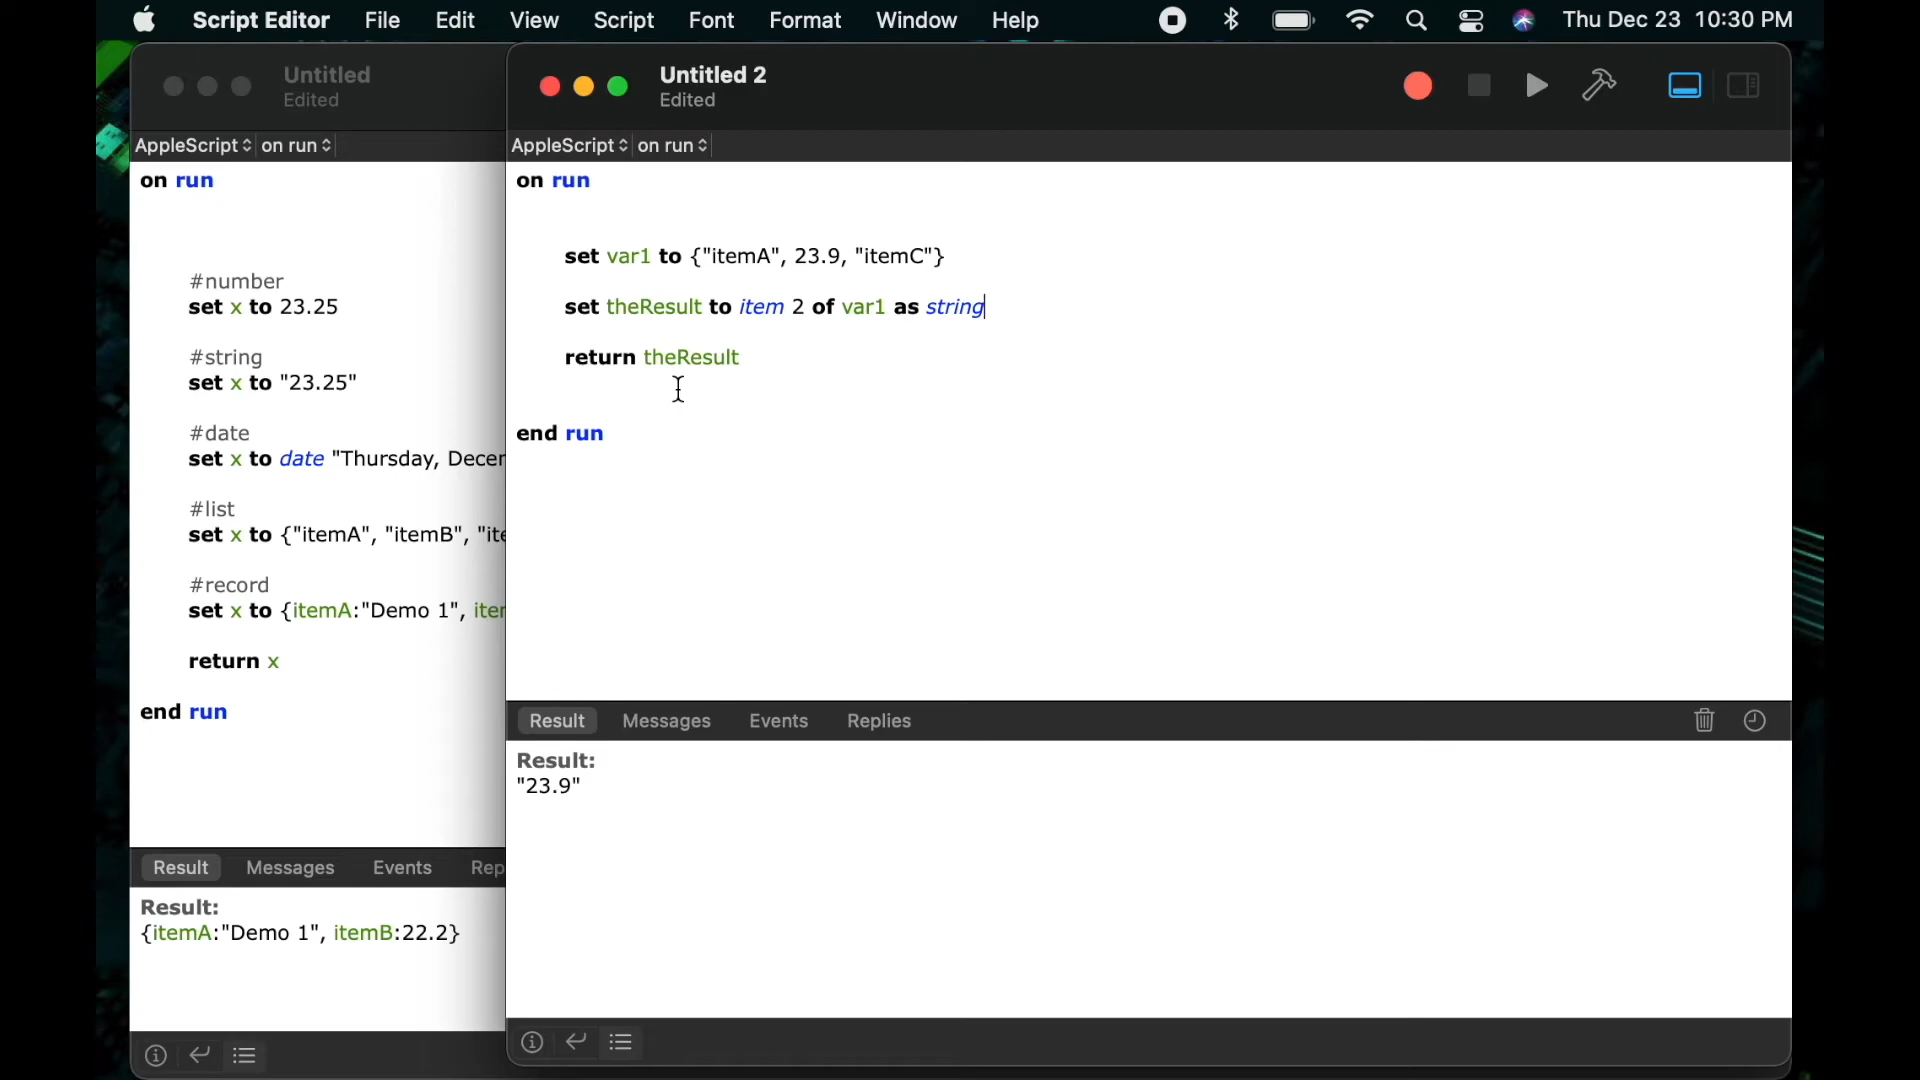 Script Editor File Edit View Script Font Format Window Help Thu Dec 23 10:30 PM
Untitled
Edited
AppleScript on run
on run
#number
set x to 23.25
#string
set x to "23.25"
#date
set x to date "Thursday, Decer
#list
set x to {"itemA", "itemB", "ite
#record
set x to {itemA:"Demo 1", iter
return x
end run
Result Messages Events Rep
Result:
{itemA:"Demo 1", itemB:22.2}
Untitled 2
Edited
AppleScript on run
on run
set var1 to {"itemA", 23.9, "itemC"}
set theResult to item 2 of var1 as string
return theResult
end run
Result Messages Events Replies
Result:
"23.9"